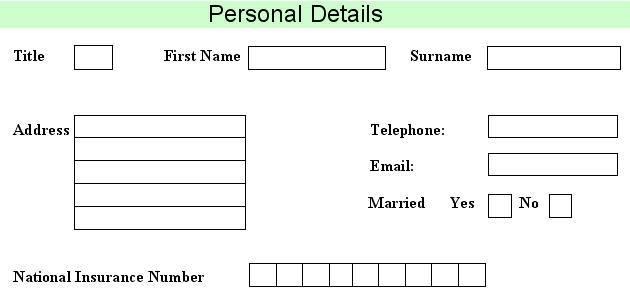 Personal Details
Title First Name Surname
Address Telephone:
Email:
Married Yes No
National Insurance Number